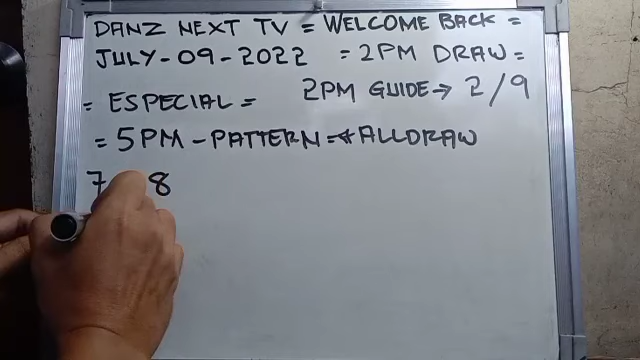 DANZ NEXT TV = WELCOME BACK =
JULY-09-2022 = 2PM DRAW =
= ESPECIAL = 2PM GUIDE → 2/9
= 5PM - PATTERN = ALLDRAW
7 8